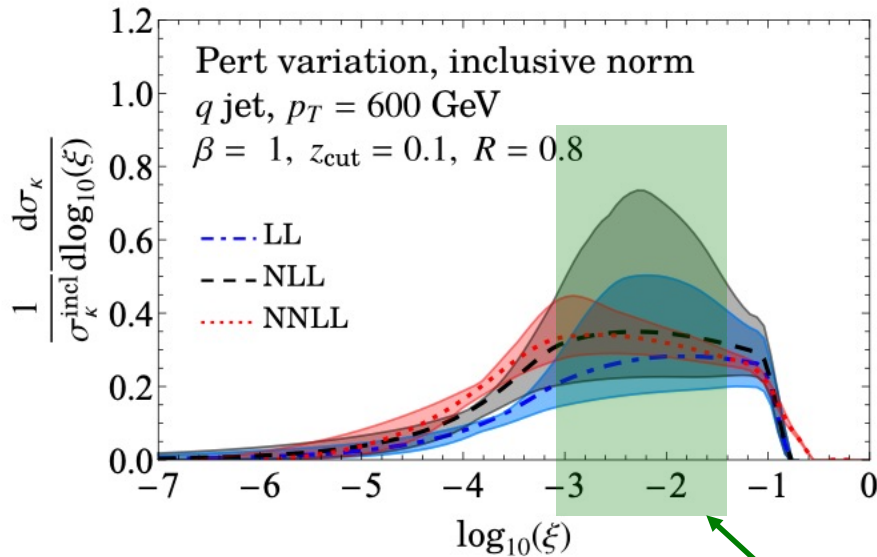 Pert variation, inclusive norm
q jet, p_T = 600 GeV
β = 1, z_cut = 0.1, R = 0.8
LL
NLL
NNLL
1.2
1.0
0.8
0.6
0.4
0.2
0.0
1/σ_κ^incl dσ_κ/dlog₁₀(ξ)
−7 −6 −5 −4 −3 −2 −1 0
log₁₀(ξ)